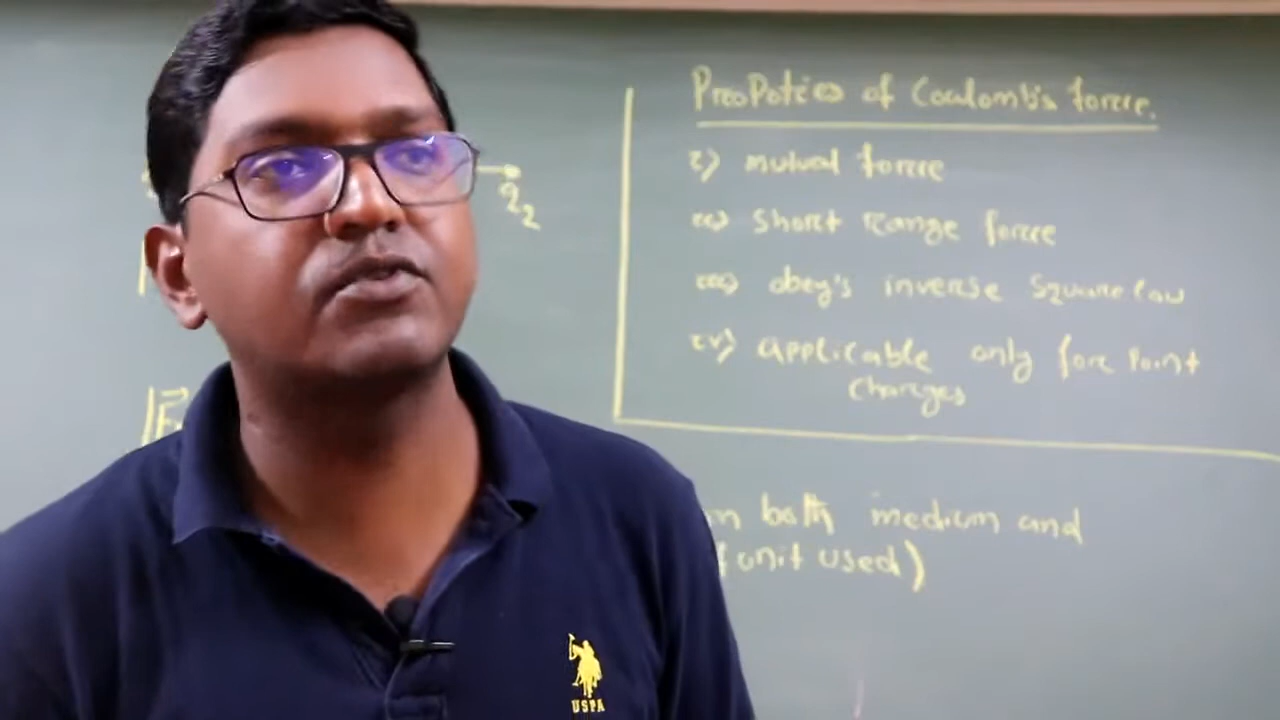 Propoties of Coulomb's force.
i) mutual force
ii) short range force
iii) obey's inverse square law
iv) applicable only for point
charges
q2
both medium and
unit used)
USPA